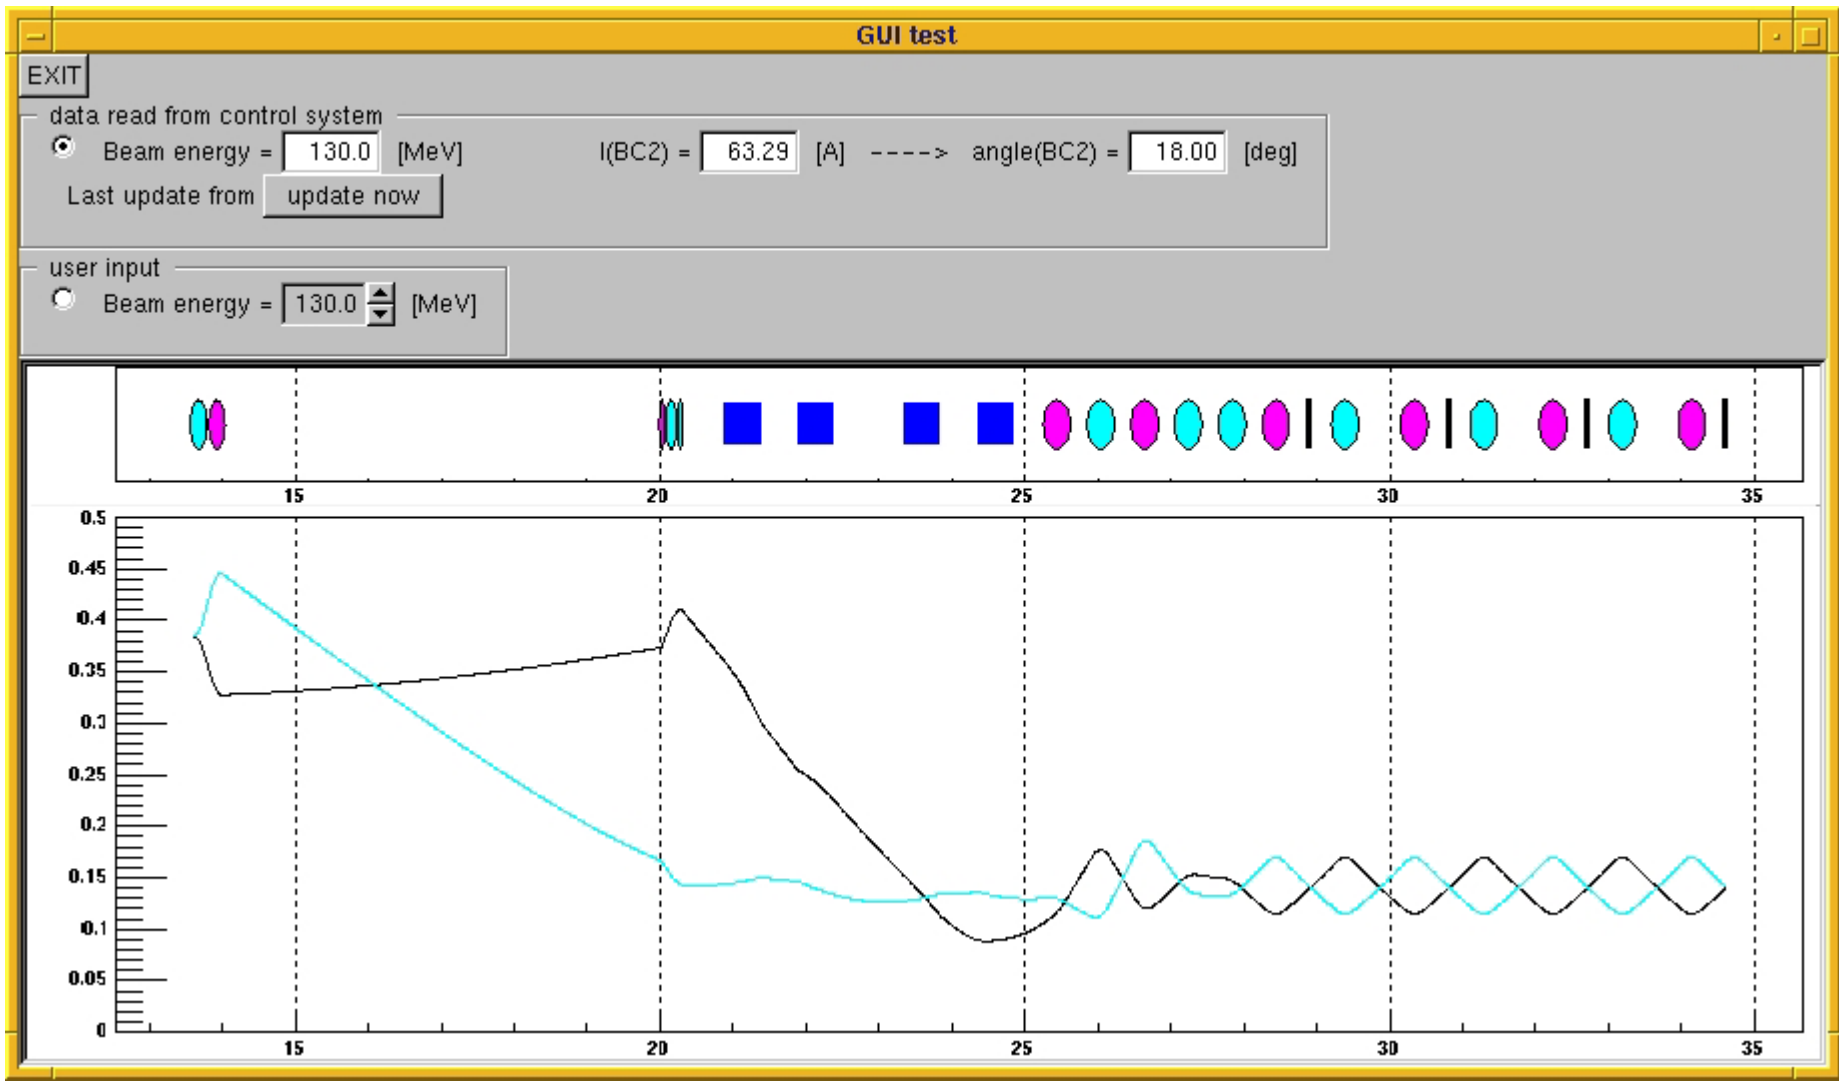 GUI test
EXIT
data read from control system
Beam energy = 130.0 [MeV] I(BC2) = 63.29 [A] ----> angle(BC2) = 18.00 [deg]
Last update from update now
user input
Beam energy = 130.0 [MeV]
15 20 25 30 35
0.5
0.45
0.4
0.35
0.3
0.25
0.2
0.15
0.1
0.05
0
15 20 25 30 35